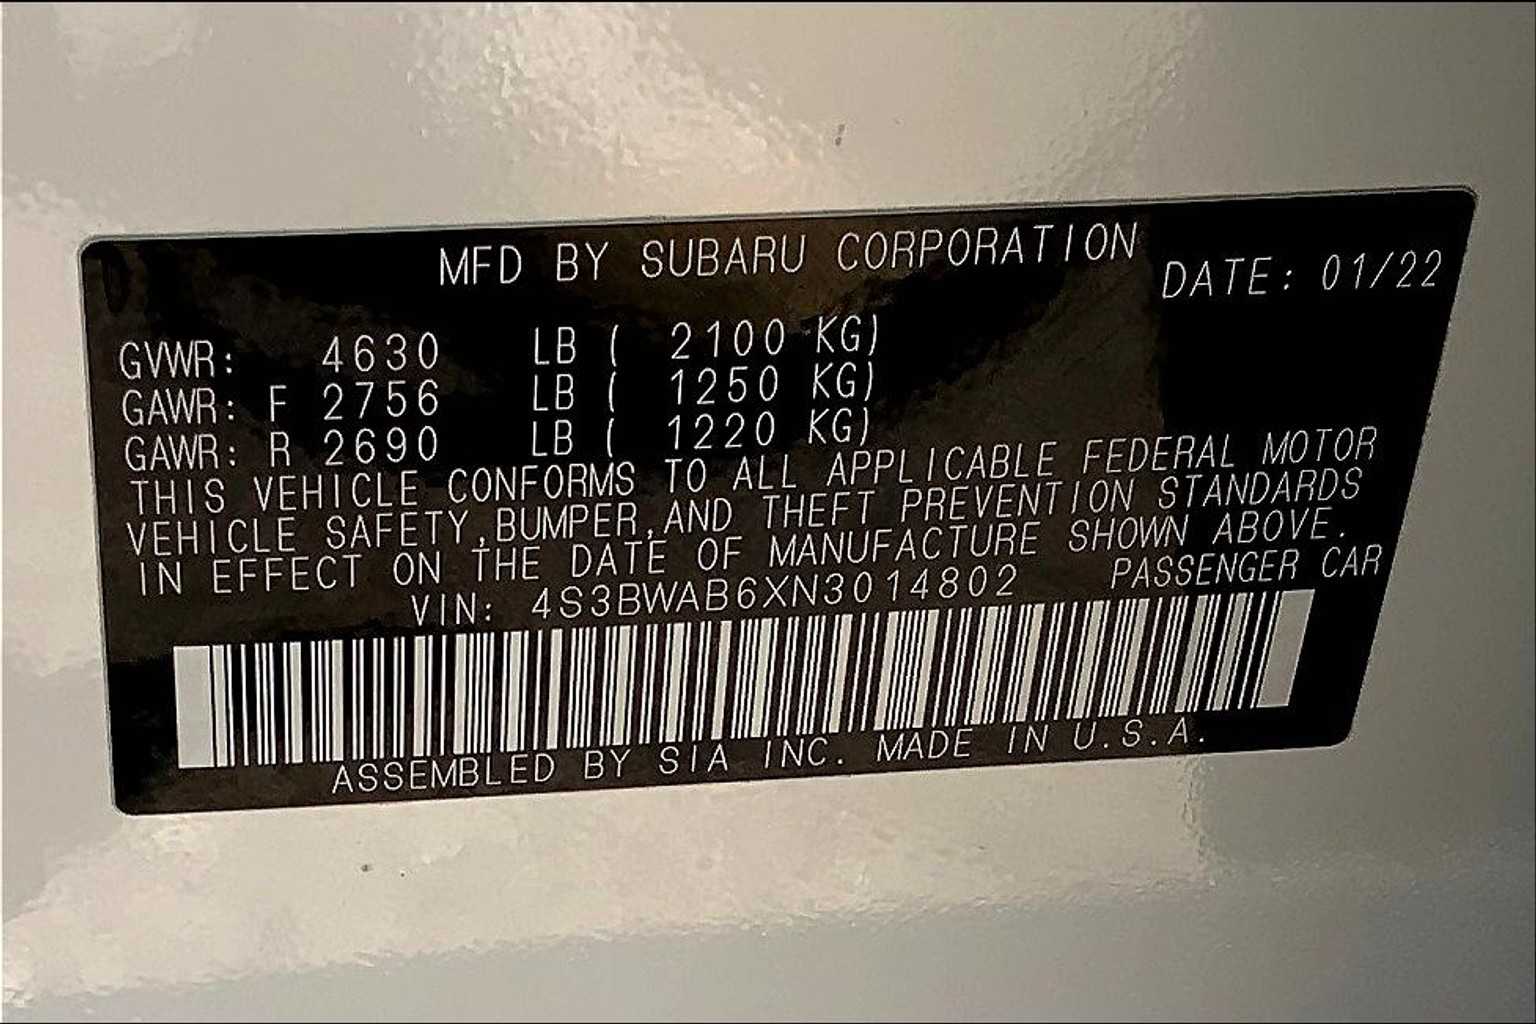 MFD BY SUBARU CORPORATION
DATE: 01/22
GVWR: 4630 LB ( 2100 KG)
GAWR: F 2756 LB ( 1250 KG)
GAWR: R 2690 LB ( 1220 KG)
THIS VEHICLE CONFORMS TO ALL APPLICABLE FEDERAL MOTOR
VEHICLE SAFETY,BUMPER,AND THEFT PREVENTION STANDARDS
IN EFFECT ON THE DATE OF MANUFACTURE SHOWN ABOVE.
VIN: 4S3BWAB6XN3014802 PASSENGER CAR
ASSEMBLED BY SIA INC. MADE IN U.S.A.